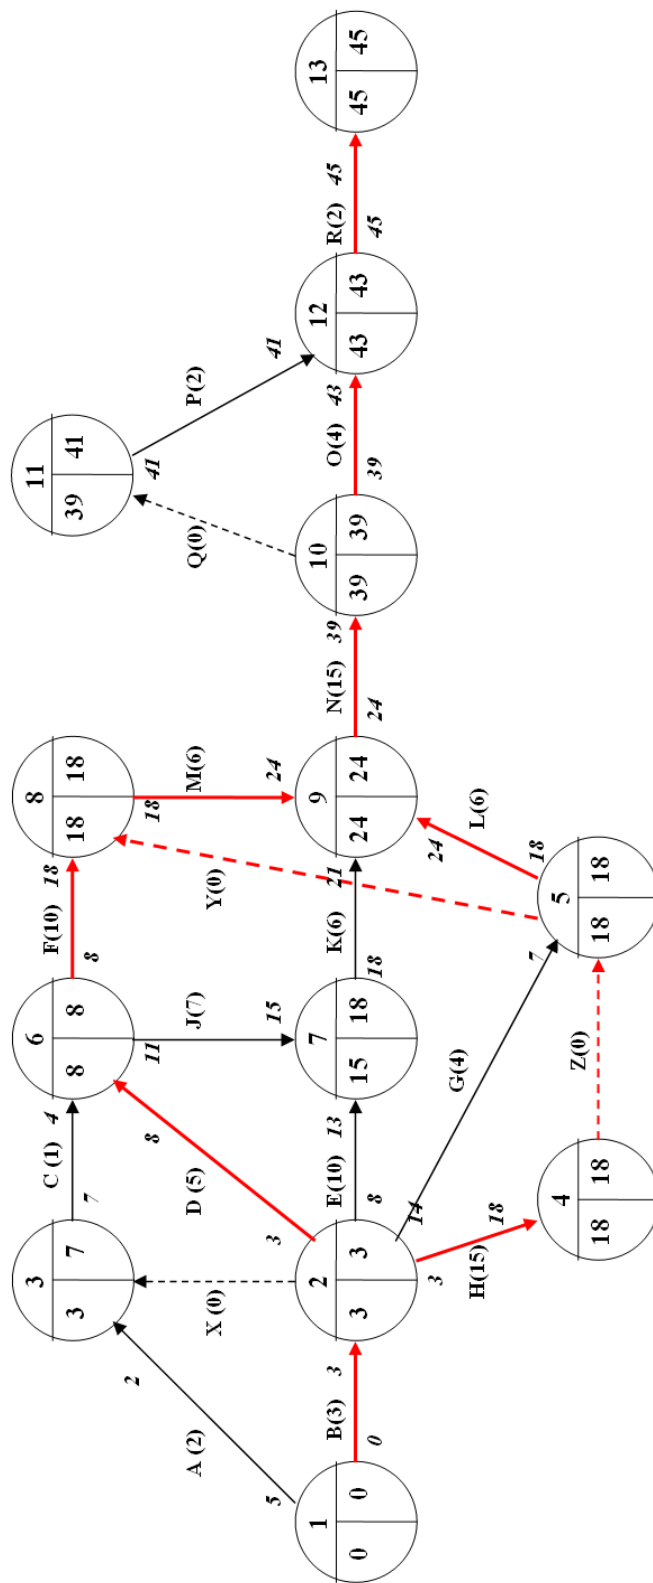 1
0 0
A (2)
5
2
B(3)
0
3
3
3 7
X (0)
2
3 3
C (1)
7
4
D (5)
3
8
E(10)
8
13
G(4)
14
7
H(15)
3
18
4
18 18
Z(0)
6
8 8
F(10)
8
18
J(7)
11
15
7
15 18
K(6)
18
21
5
18 18
Y(0)
L(6)
18
24
8
18 18
M(6)
18
24
9
24 24
N(15)
24
39
10
39 39
Q(0)
11
39 41
P(2)
41
41
O(4)
39
43
12
43 43
R(2)
45
45
13
45 45